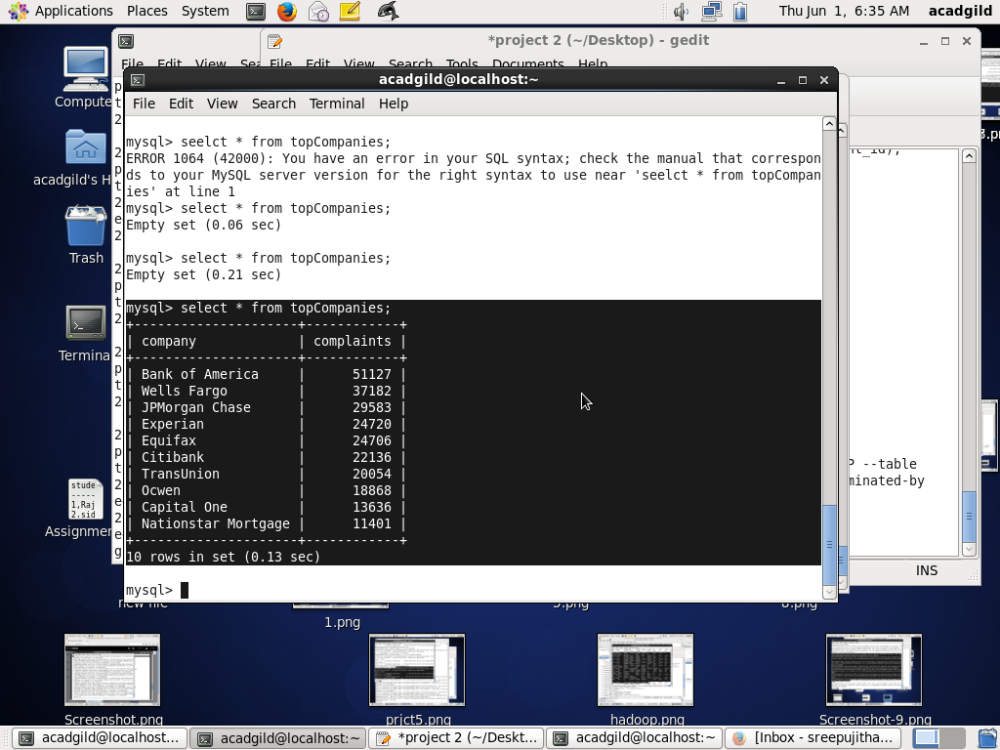 Applications Places System Thu Jun 1, 6:35 AM acadgild
*project 2 (~/Desktop) - gedit
File Edit View Sea File Edit View Search Tools Documents Help
acadgild@localhost:~
File Edit View Search Terminal Help
mysql> seelct * from topCompanies;
ERROR 1064 (42000): You have an error in your SQL syntax; check the manual that correspon
ds to your MySQL server version for the right syntax to use near 'seelct * from topCompan
ies' at line 1
mysql> select * from topCompanies;
Empty set (0.06 sec)
mysql> select * from topCompanies;
Empty set (0.21 sec)
mysql> select * from topCompanies;
+----------------------+------------+
| company | complaints |
+----------------------+------------+
| Bank of America | 51127 |
| Wells Fargo | 37182 |
| JPMorgan Chase | 29583 |
| Experian | 24720 |
| Equifax | 24706 |
| Citibank | 22136 |
| TransUnion | 20054 |
| Ocwen | 18868 |
| Capital One | 13636 |
| Nationstar Mortgage | 11401 |
+----------------------+------------+
10 rows in set (0.13 sec)
mysql>
Compute
acadgild's H
Trash
Termina
stude
-----
1,Raj
2.sid
Assignmen
_id);
P --table
minated-by
INS
new file
1.png
8.png
Screenshot.png
prjct5.png
hadoop.png
Screenshot-9.png
acadgild@localhost... acadgild@localhost:~ *project 2 (~/Deskt... acadgild@localhost:~ [Inbox - sreepujitha...